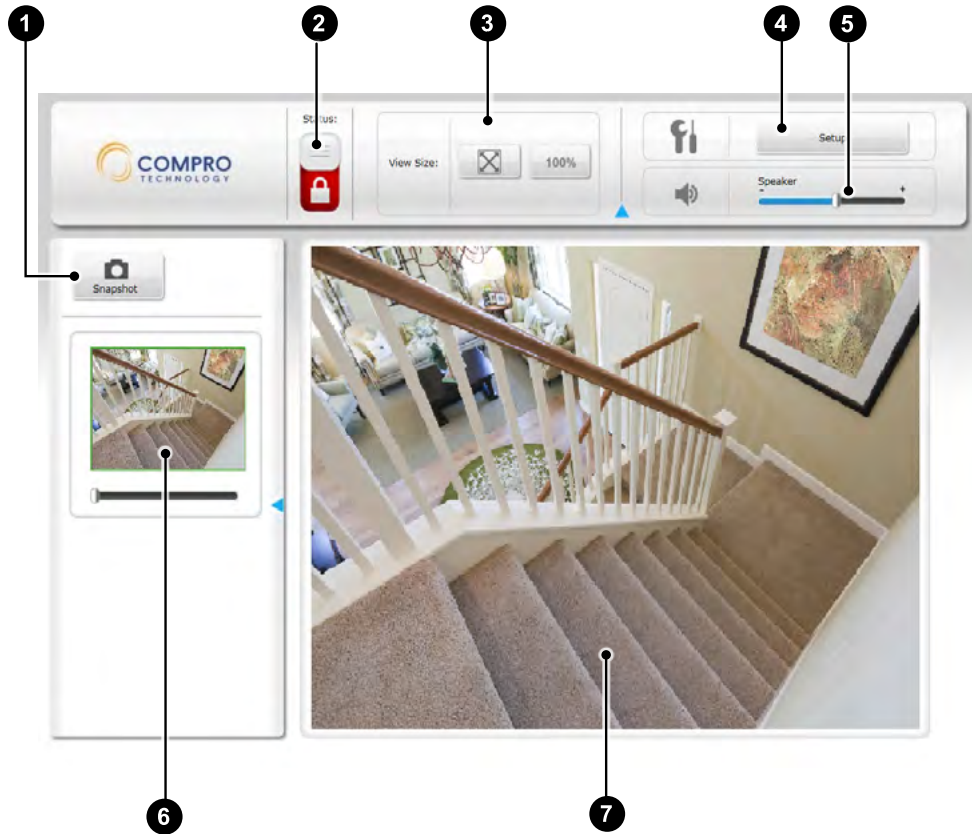 1
2
3
4
5
Status:
COMPRO
TECHNOLOGY
View Size:
100%
Setup
Speaker
- +
Snapshot
6
7